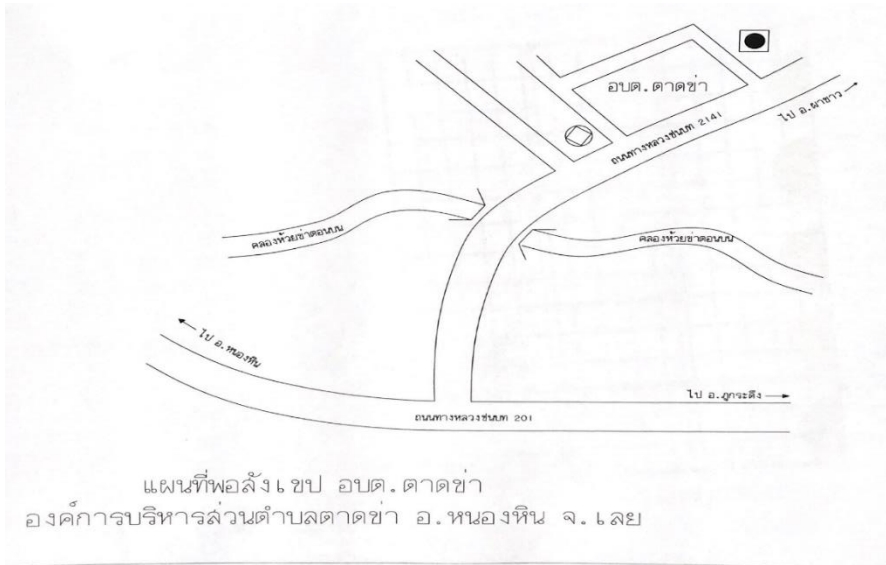 อบต.ตาดข่า
ถนนทางหลวงชนบท 2141
ไป อ.ผาขาว
คลองห้วยข่าตอนบน
คลองห้วยข่าตอนบน
ไป อ.หนองหิน
ไป อ.ภูกระดึง
ถนนทางหลวงชนบท 201
แผนที่พอลังเขป อบต.ตาดข่า
องค์การบริหารส่วนตำบลตาดข่า อ.หนองหิน จ.เลย